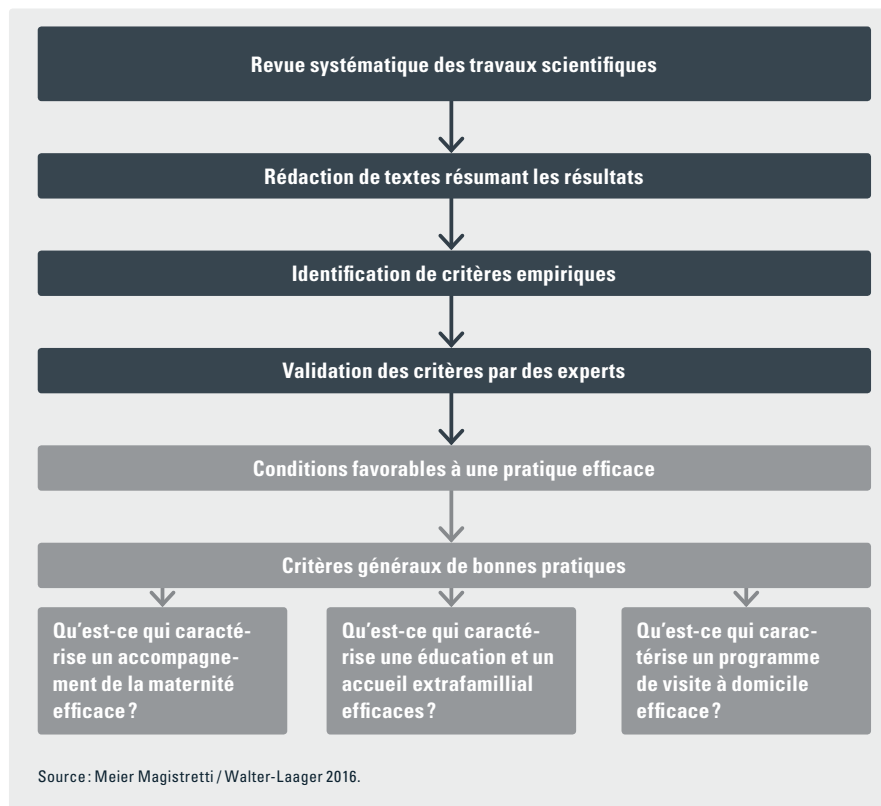 Revue systématique des travaux scientifiques
Rédaction de textes résumant les résultats
Identification de critères empiriques
Validation des critères par des experts
Conditions favorables à une pratique efficace
Critères généraux de bonnes pratiques
Qu’est-ce qui caracté-
rise un accompagne-
ment de la maternité
efficace ?
Qu’est-ce qui caracté-
rise une éducation et un
accueil extrafamillial
efficaces ?
Qu’est-ce qui carac-
térise un programme
de visite à domicile
efficace ?
Source : Meier Magistretti / Walter-Laager 2016.